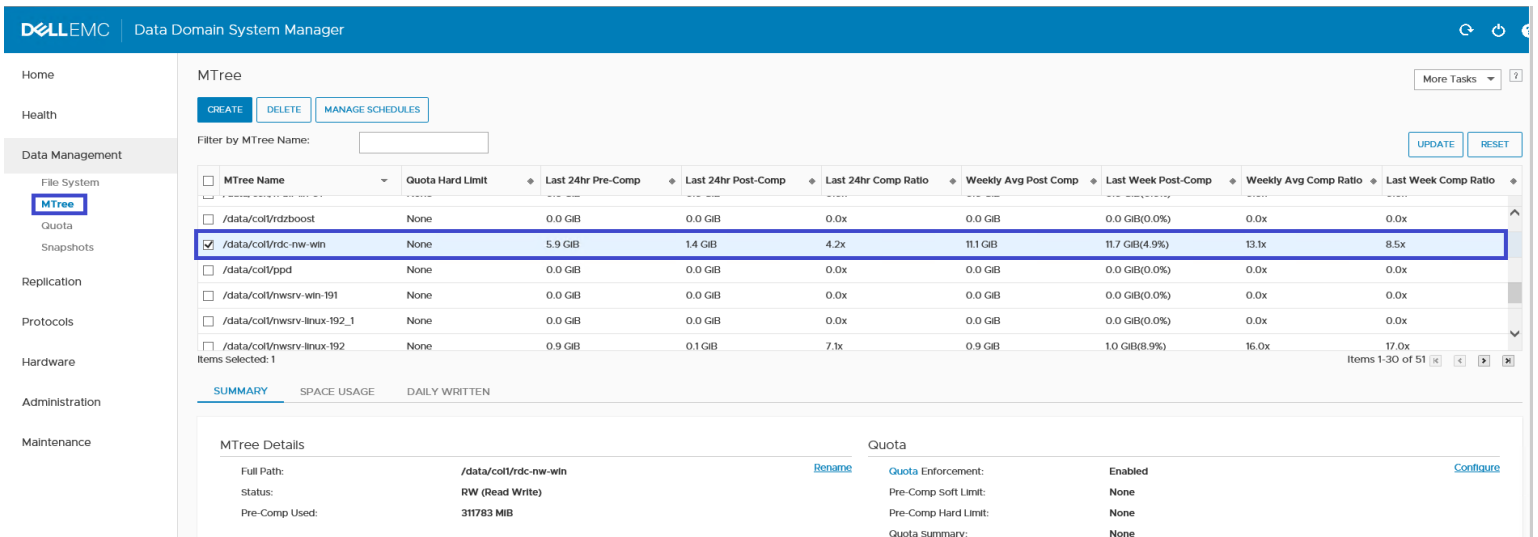 DELLEMC Data Domain System Manager
Home
Health
Data Management
File System
MTree
Quota
Snapshots
Replication
Protocols
Hardware
Administration
Maintenance
MTree
More Tasks ?
CREATE DELETE MANAGE SCHEDULES
Filter by MTree Name:
UPDATE RESET
MTree Name Quota Hard Limit Last 24hr Pre-Comp Last 24hr Post-Comp Last 24hr Comp Ratio Weekly Avg Post Comp Last Week Post-Comp Weekly Avg Comp Ratio Last Week Comp Ratio
/data/col1/rdzboost None 0.0 GiB 0.0 GiB 0.0x 0.0 GiB 0.0 GiB(0.0%) 0.0x 0.0x
/data/col1/rdc-nw-win None 5.9 GiB 1.4 GiB 4.2x 11.1 GiB 11.7 GiB(4.9%) 13.1x 8.5x
/data/col1/ppd None 0.0 GiB 0.0 GiB 0.0x 0.0 GiB 0.0 GiB(0.0%) 0.0x 0.0x
/data/col1/nwsrv-win-191 None 0.0 GiB 0.0 GiB 0.0x 0.0 GiB 0.0 GiB(0.0%) 0.0x 0.0x
/data/col1/nwsrv-linux-192_1 None 0.0 GiB 0.0 GiB 0.0x 0.0 GiB 0.0 GiB(0.0%) 0.0x 0.0x
/data/col1/nwsrv-linux-192 None 0.9 GiB 0.1 GiB 7.1x 0.9 GiB 1.0 GiB(8.9%) 16.0x 17.0x
Items Selected: 1 Items 1-30 of 51
SUMMARY SPACE USAGE DAILY WRITTEN
MTree Details
Full Path: /data/col1/rdc-nw-win Rename
Status: RW (Read Write)
Pre-Comp Used: 311783 MiB
Quota
Quota Enforcement: Enabled Configure
Pre-Comp Soft Limit: None
Pre-Comp Hard Limit: None
Quota Summary: None